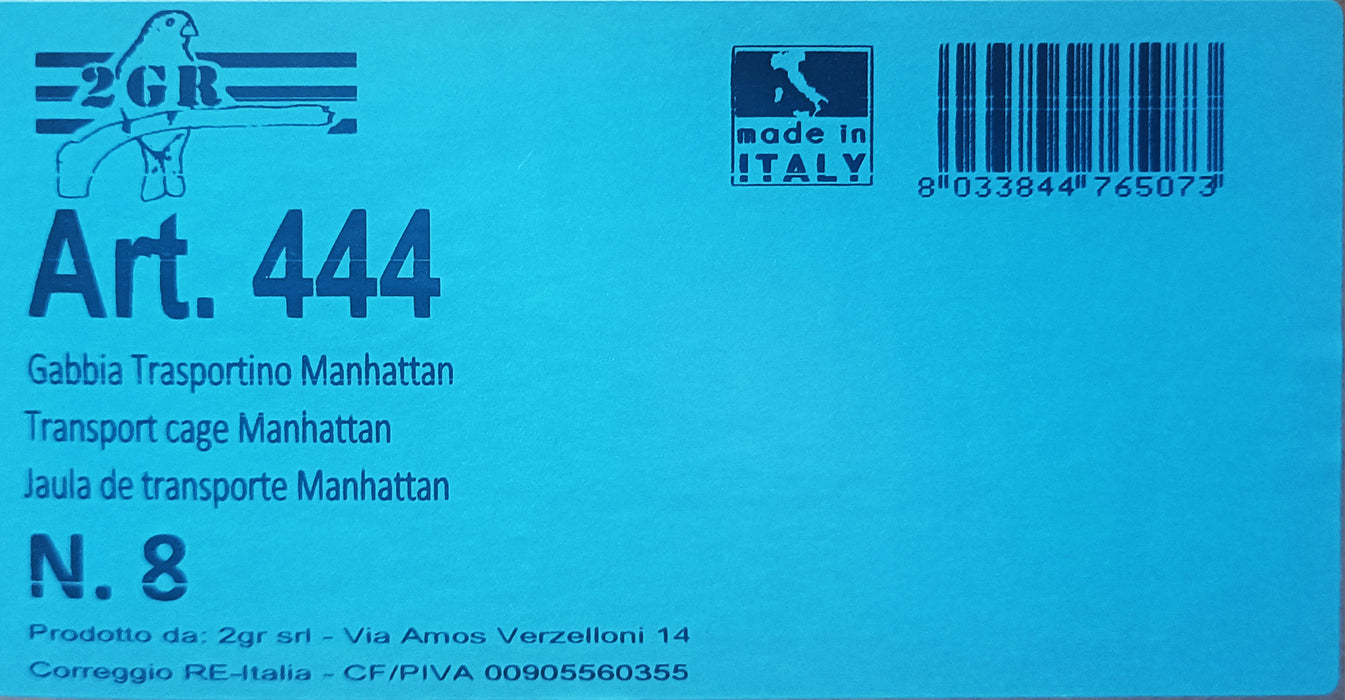 2GR
made in
ITALY
8 033844 765073
Art. 444
Gabbia Trasportino Manhattan
Transport cage Manhattan
Jaula de transporte Manhattan
N. 8
Prodotto da: 2gr srl - Via Amos Verzelloni 14
Correggio RE-Italia - CF/PIVA 00905560355